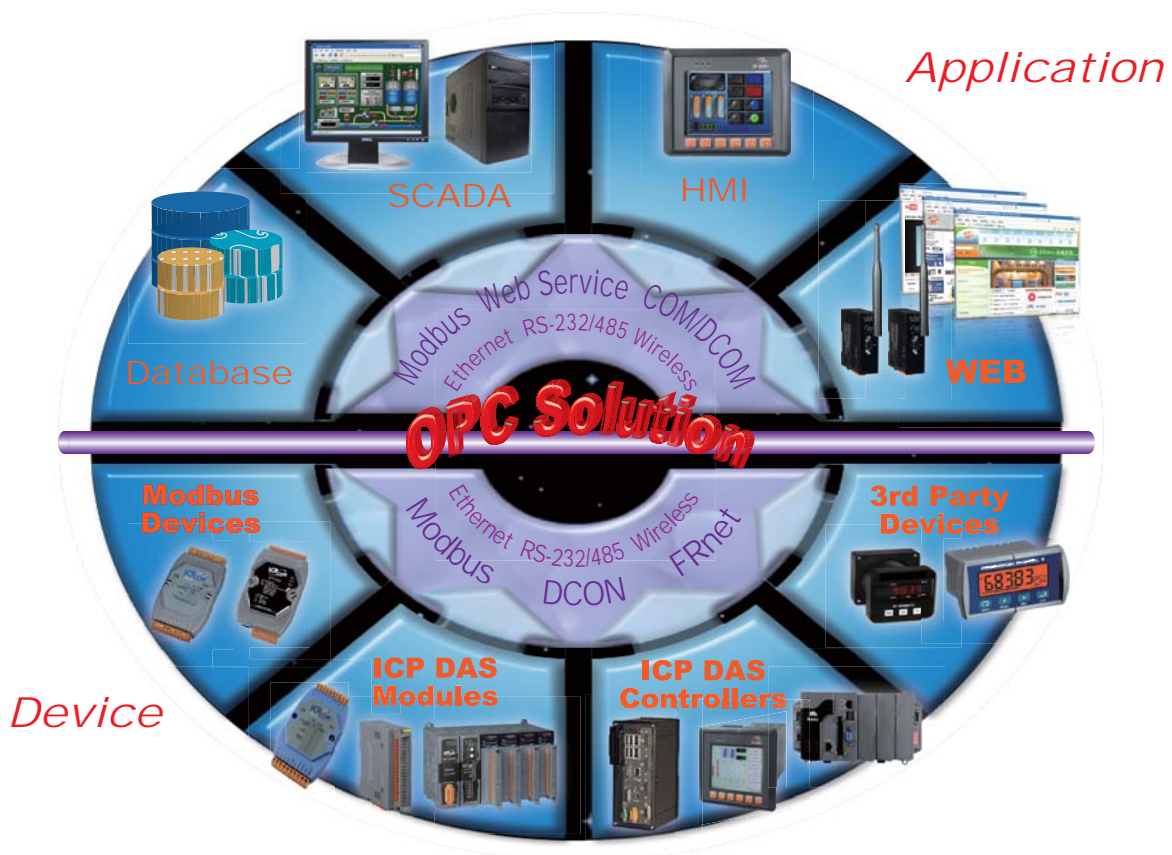 Application
SCADA
HMI
Database
WEB
Modbus Web Service COM/DCOM
Ethernet RS-232/485 Wireless
OPC Solution
Ethernet RS-232/485 Wireless
Modbus DCON FRnet
Modbus
Devices
3rd Party
Devices
68383
ICP DAS
Modules
ICP DAS
Controllers
Device